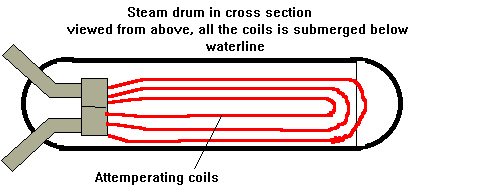 Steam drum in cross section
viewed from above, all the coils is submerged below
waterline
Attemperating coils